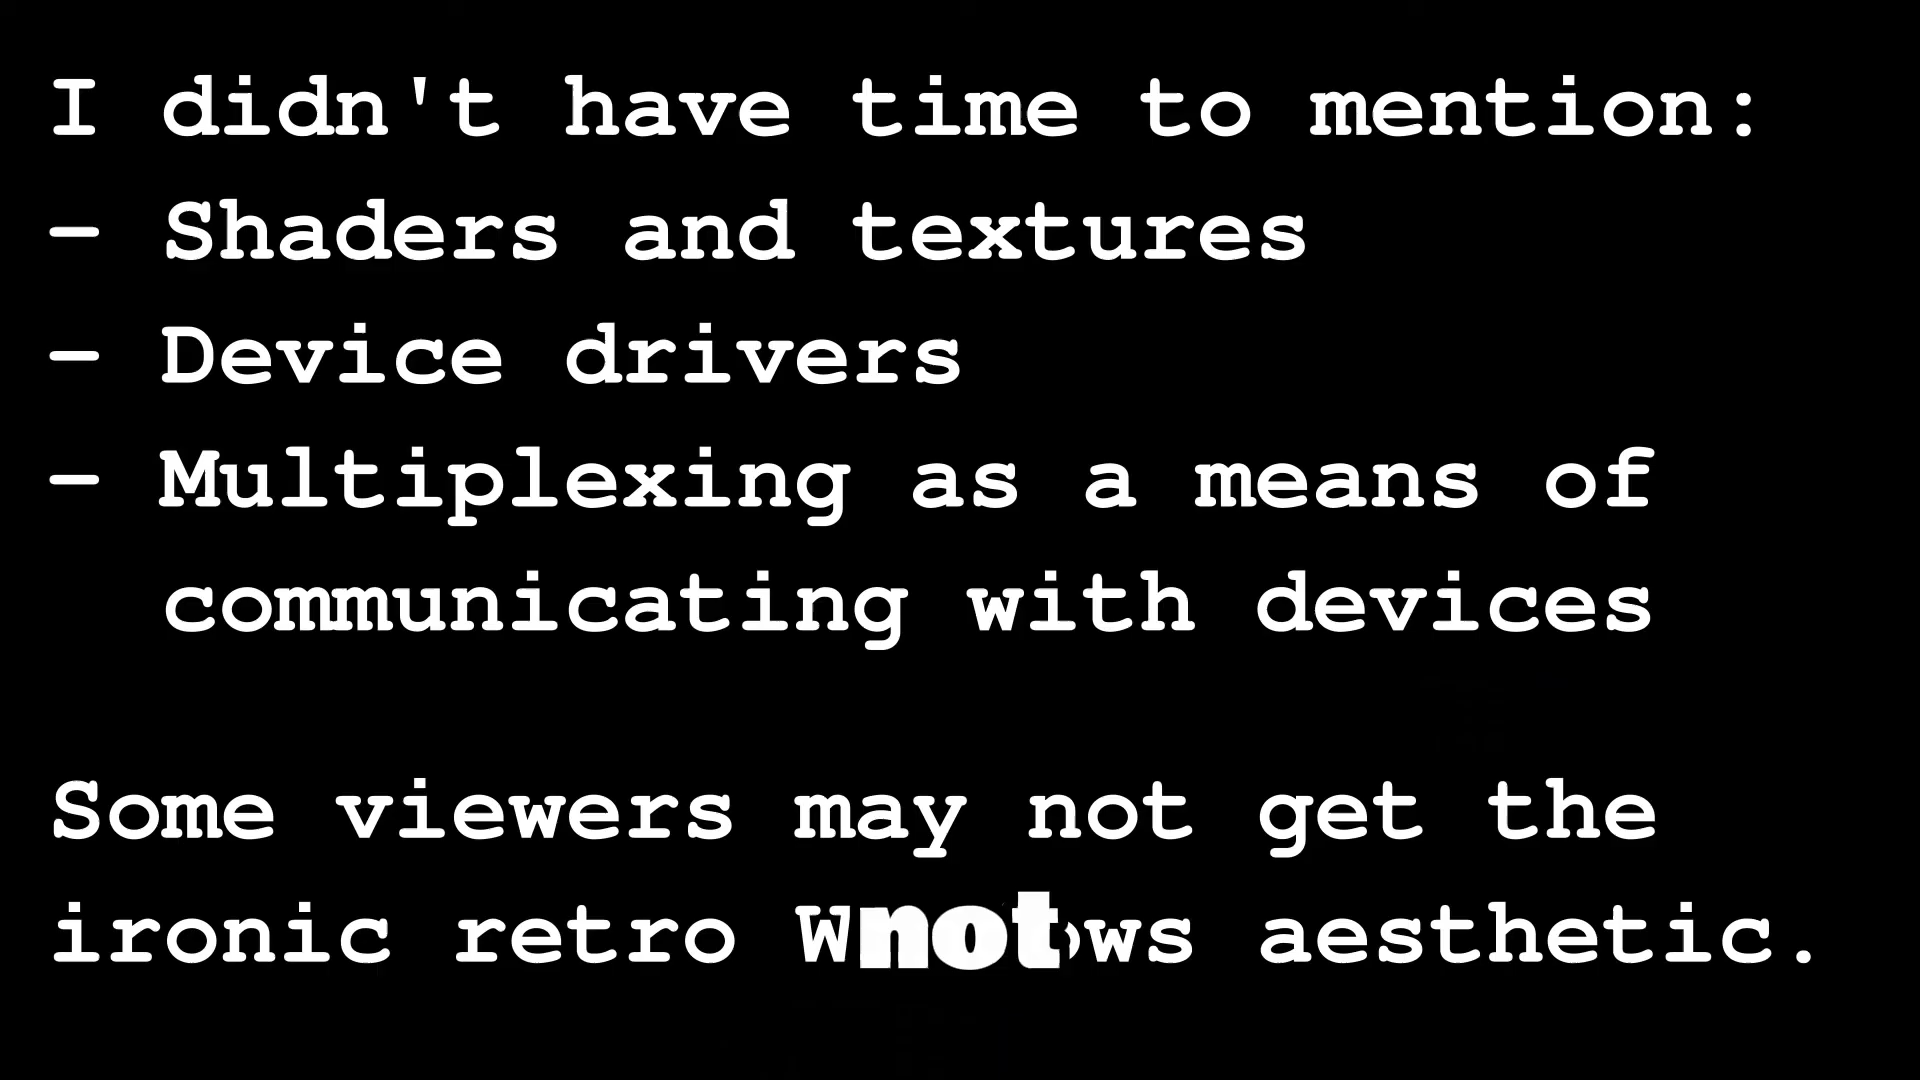 I didn't have time to mention:
- Shaders and textures
- Device drivers
- Multiplexing as a means of
communicating with devices
Some viewers may not get the
ironic retro not aesthetic.